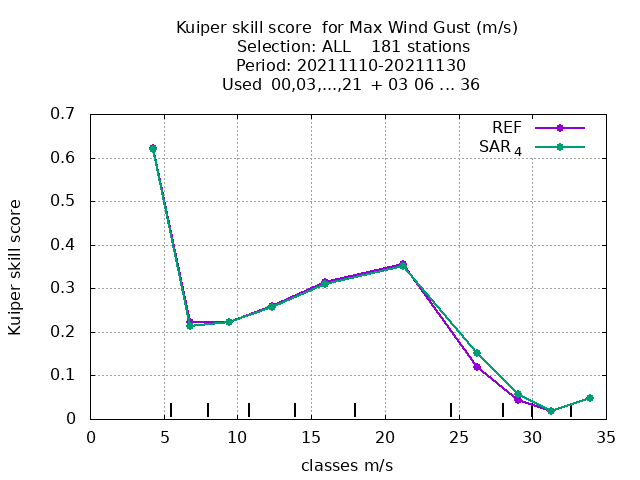 Kuiper skill score  for Max Wind Gust (m/s)
Selection: ALL    181 stations
Period: 20211110-20211130
Used  00,03,...,21  + 03 06 ... 36
REF
SAR 4
0.7
0.6
0.5
0.4
0.3
0.2
0.1
0
Kuiper skill score
0 5 10 15 20 25 30 35
classes m/s